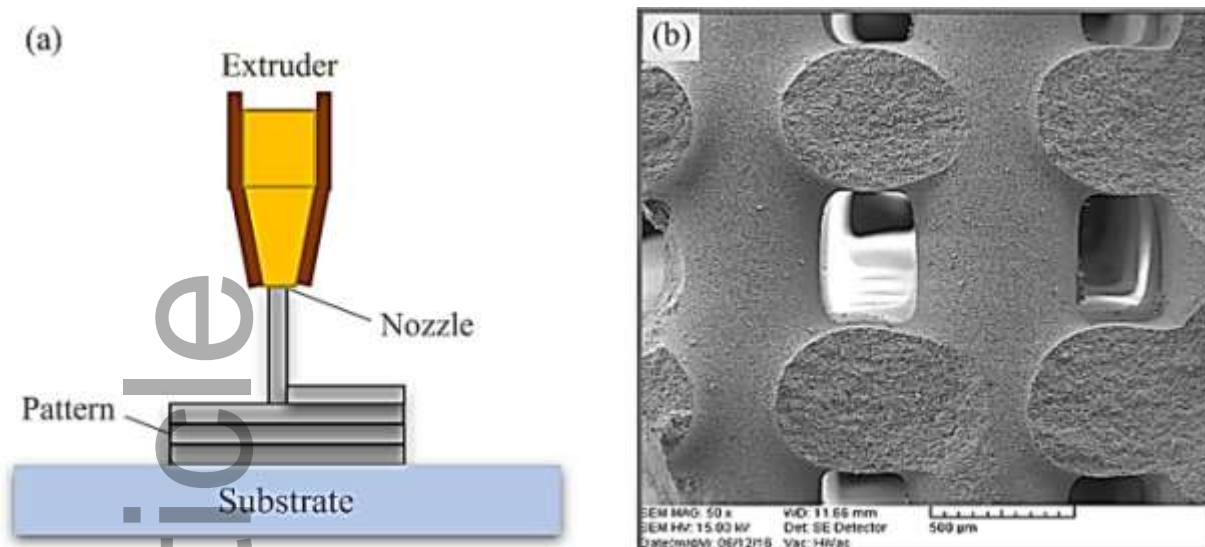 (a)
Extruder
Nozzle
Pattern
Substrate
icle
(b)
SEM MAG: 50 x WD: 11.66 mm
SEM HV: 15.00 kV Det: SE Detector 500 µm
Date(m/d/y): 06/12/16 Vac: HiVac